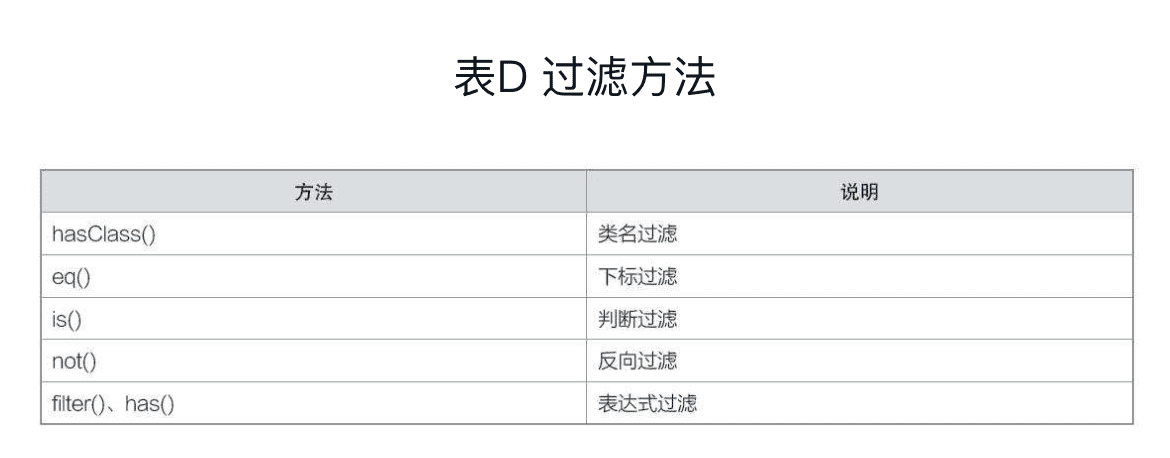 表D 过滤方法
方法 说明
hasClass() 类名过滤
eq() 下标过滤
is() 判断过滤
not() 反向过滤
filter()、has() 表达式过滤